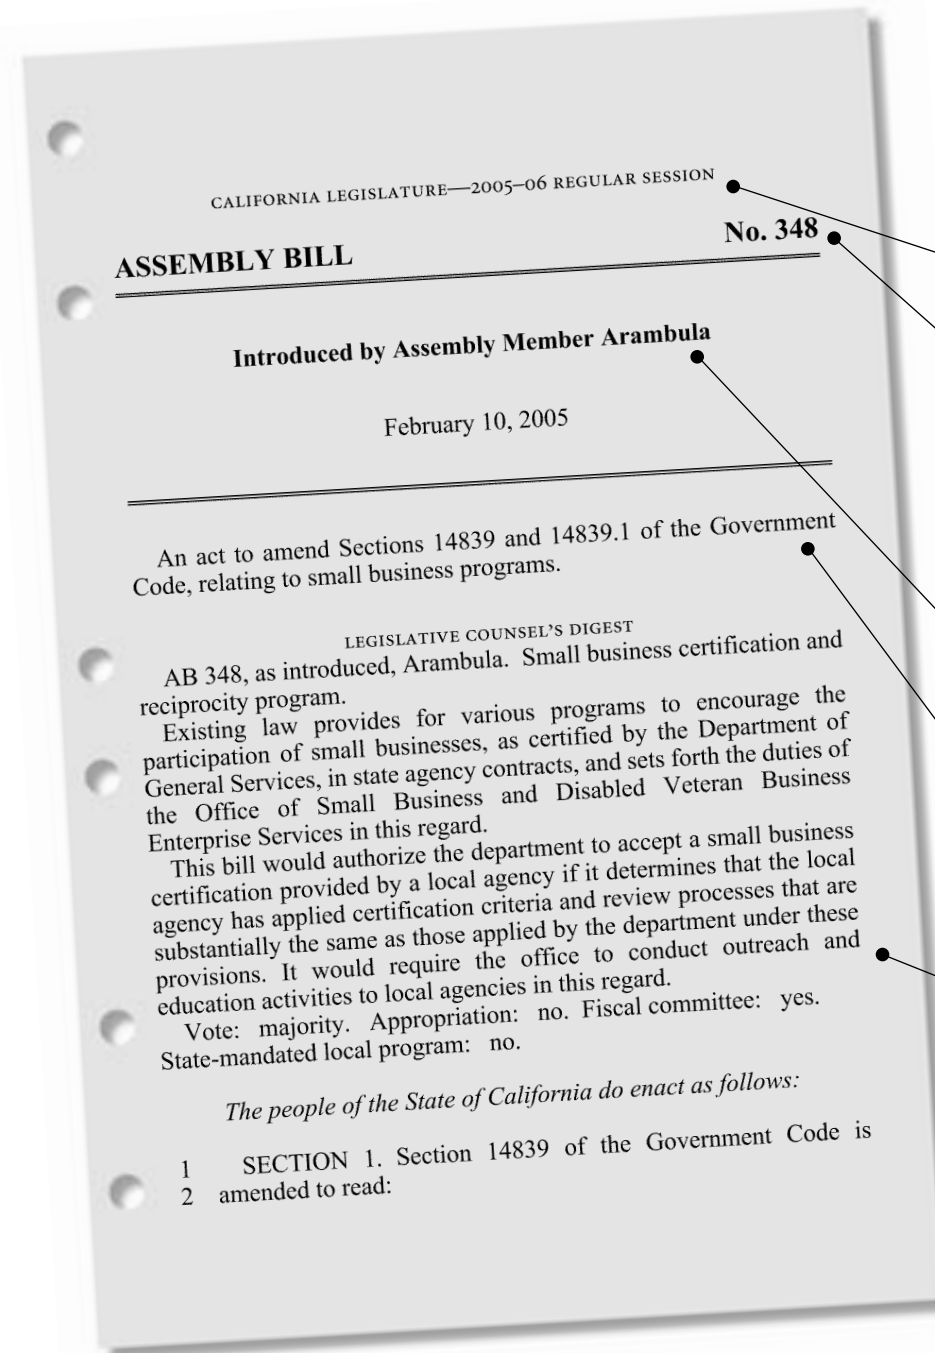 CALIFORNIA LEGISLATURE—2005–06 REGULAR SESSION
ASSEMBLY BILL No. 348
Introduced by Assembly Member Arambula
February 10, 2005
An act to amend Sections 14839 and 14839.1 of the Government
Code, relating to small business programs.
LEGISLATIVE COUNSEL’S DIGEST
AB 348, as introduced, Arambula. Small business certification and
reciprocity program.
Existing law provides for various programs to encourage the
participation of small businesses, as certified by the Department of
General Services, in state agency contracts, and sets forth the duties of
the Office of Small Business and Disabled Veteran Business
Enterprise Services in this regard.
This bill would authorize the department to accept a small business
certification provided by a local agency if it determines that the local
agency has applied certification criteria and review processes that are
substantially the same as those applied by the department under these
provisions. It would require the office to conduct outreach and
education activities to local agencies in this regard.
Vote: majority. Appropriation: no. Fiscal committee: yes.
State-mandated local program: no.
The people of the State of California do enact as follows:
1 SECTION 1. Section 14839 of the Government Code is
2 amended to read: